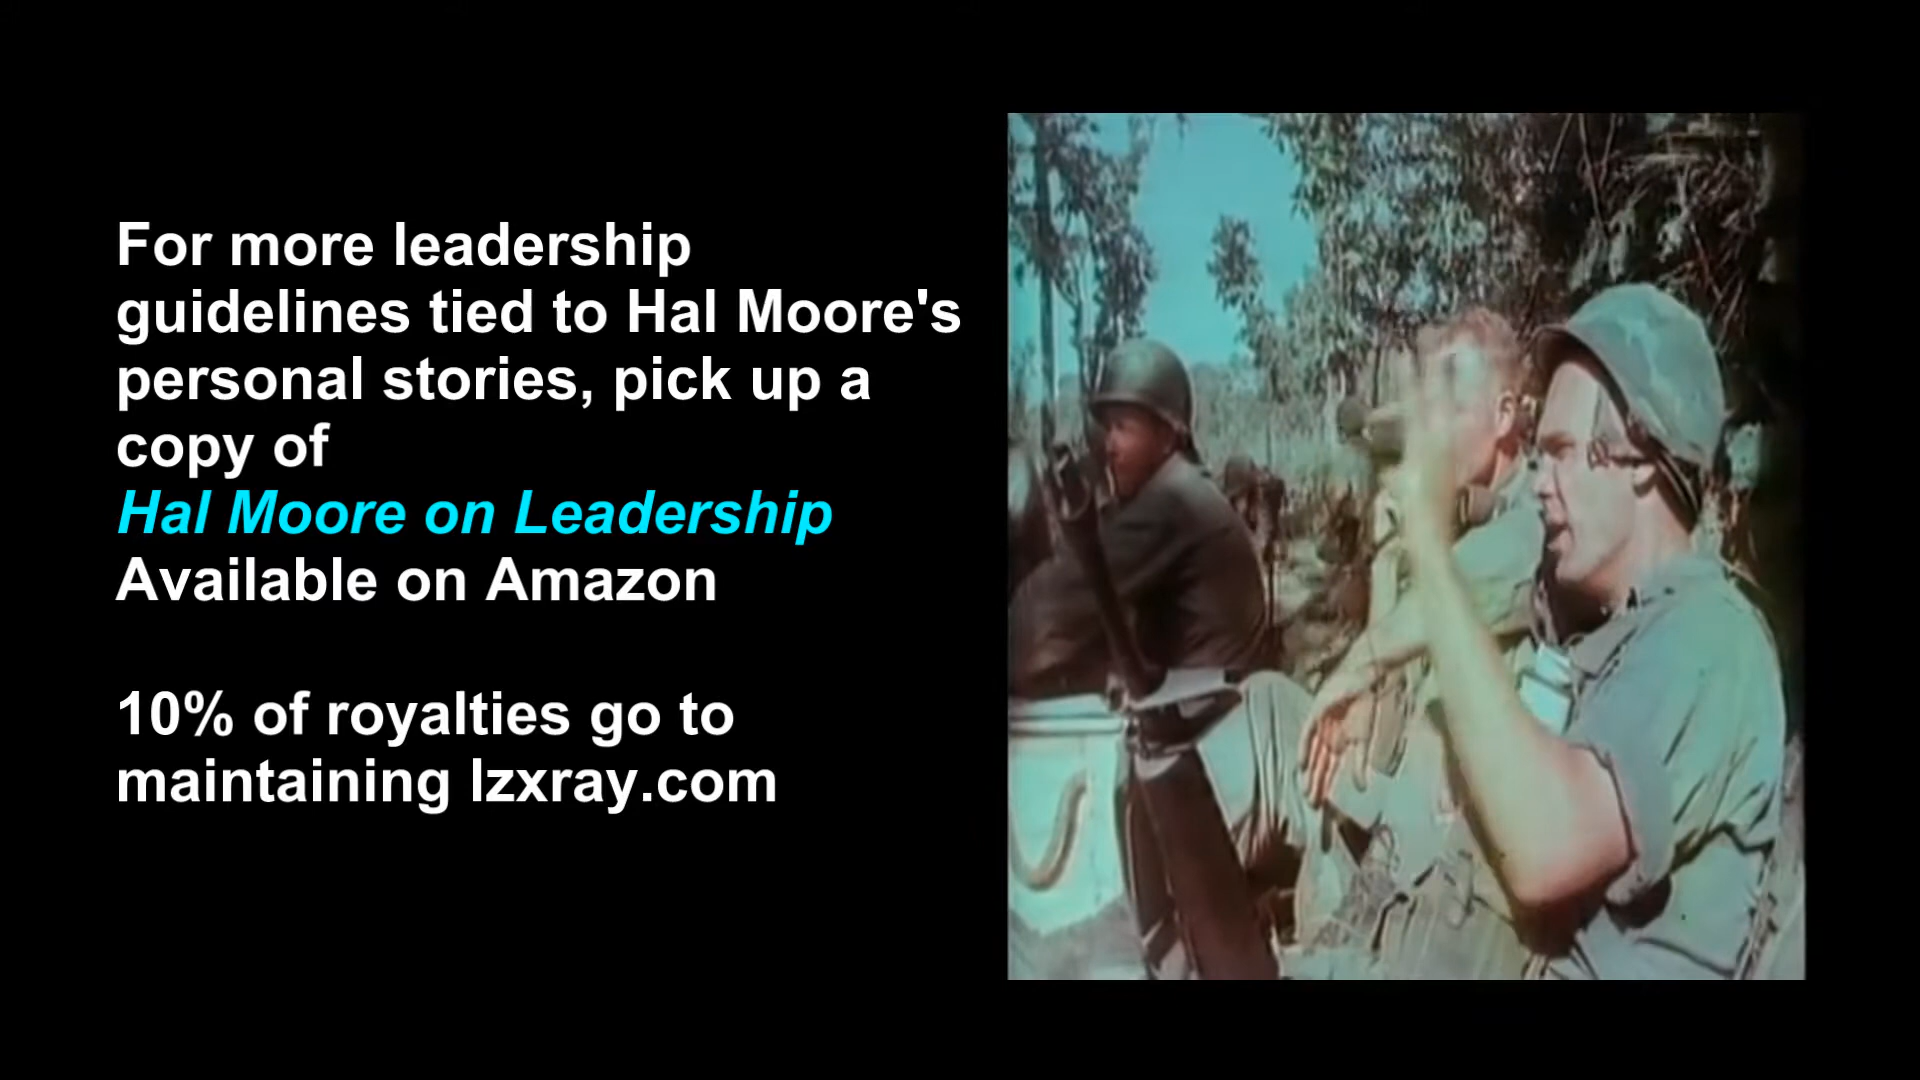 For more leadership
guidelines tied to Hal Moore's
personal stories, pick up a
copy of
Hal Moore on Leadership
Available on Amazon
10% of royalties go to
maintaining lzxray.com